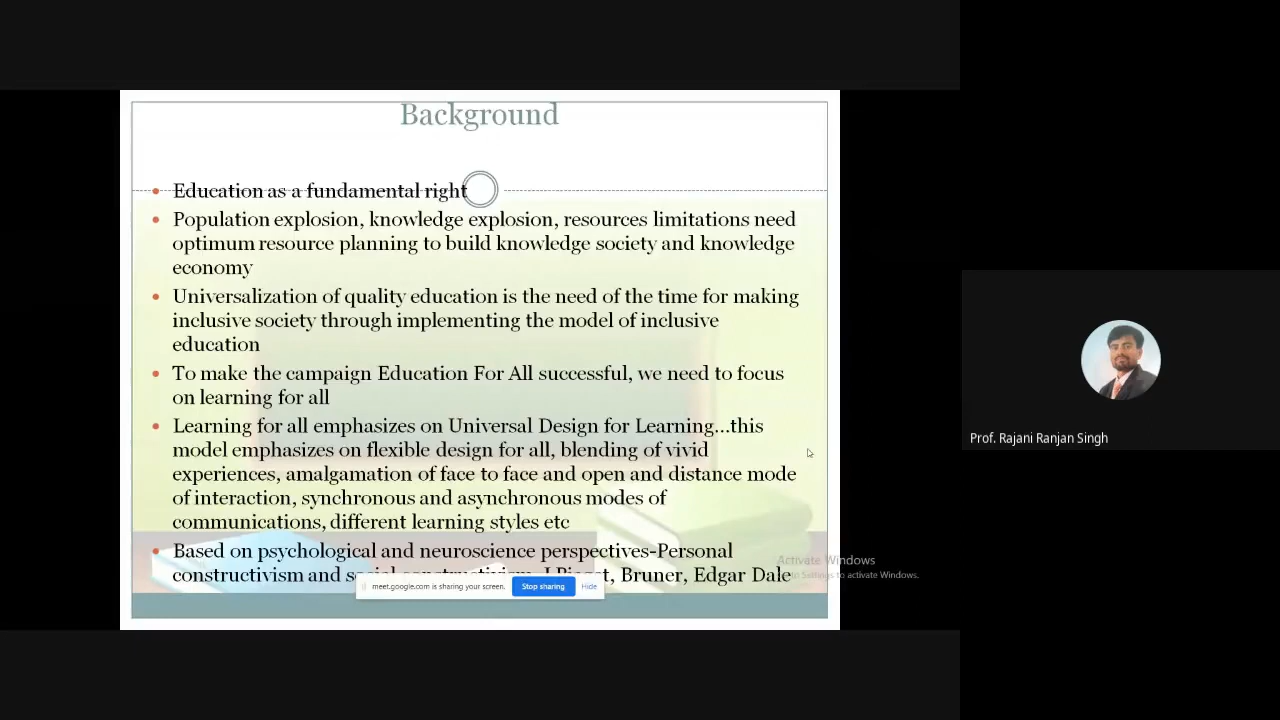 Background
• Education as a fundamental right
• Population explosion, knowledge explosion, resources limitations need
optimum resource planning to build knowledge society and knowledge
economy
• Universalization of quality education is the need of the time for making
inclusive society through implementing the model of inclusive
education
• To make the campaign Education For All successful, we need to focus
on learning for all
• Learning for all emphasizes on Universal Design for Learning...this
model emphasizes on flexible design for all, blending of vivid
experiences, amalgamation of face to face and open and distance mode
of interaction, synchronous and asynchronous modes of
communications, different learning styles etc
• Based on psychological and neuroscience perspectives-Personal
constructivism and Bruner, Edgar Dale
meet.google.com is sharing your screen. Stop sharing Hide
Activate Windows
to activate Windows.
Prof. Rajani Ranjan Singh